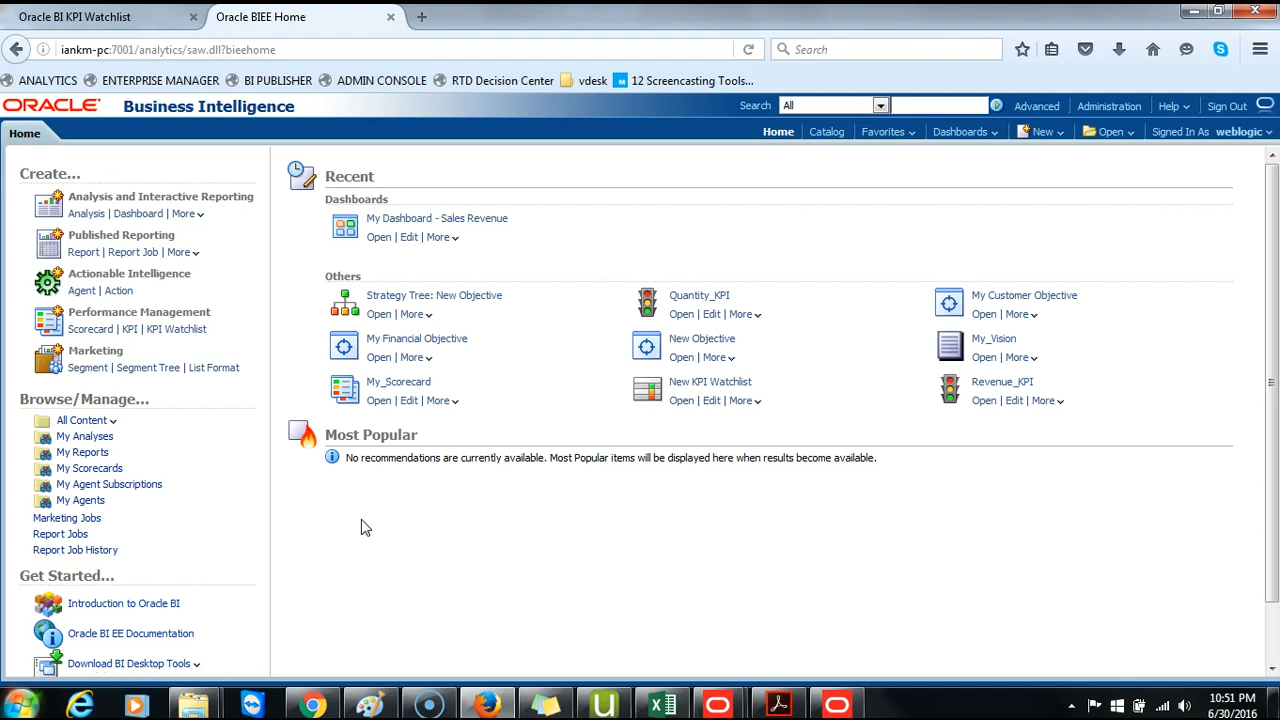 Oracle BI KPI Watchlist × Oracle BIEE Home × +
iankm-pc:7001/analytics/saw.dll?bieehome Search
ANALYTICS ENTERPRISE MANAGER BI PUBLISHER ADMIN CONSOLE RTD Decision Center vdesk 12 Screencasting Tools...
ORACLE Business Intelligence Search All Advanced Administration Help Sign Out
Home Home Catalog Favorites Dashboards New Open Signed In As weblogic
Create...
Analysis and Interactive Reporting
Analysis | Dashboard | More
Published Reporting
Report | Report Job | More
Actionable Intelligence
Agent | Action
Performance Management
Scorecard | KPI | KPI Watchlist
Marketing
Segment | Segment Tree | List Format
Browse/Manage...
All Content
My Analyses
My Reports
My Scorecards
My Agent Subscriptions
My Agents
Marketing Jobs
Report Jobs
Report Job History
Get Started...
Introduction to Oracle BI
Oracle BI EE Documentation
Download BI Desktop Tools
Recent
Dashboards
My Dashboard - Sales Revenue
Open | Edit | More
Others
Strategy Tree: New Objective Quantity_KPI My Customer Objective
Open | More Open | Edit | More Open | More
My Financial Objective New Objective My_Vision
Open | More Open | More Open | More
My_Scorecard New KPI Watchlist Revenue_KPI
Open | Edit | More Open | Edit | More Open | Edit | More
Most Popular
No recommendations are currently available. Most Popular items will be displayed here when results become available.
10:51 PM
6/30/2016